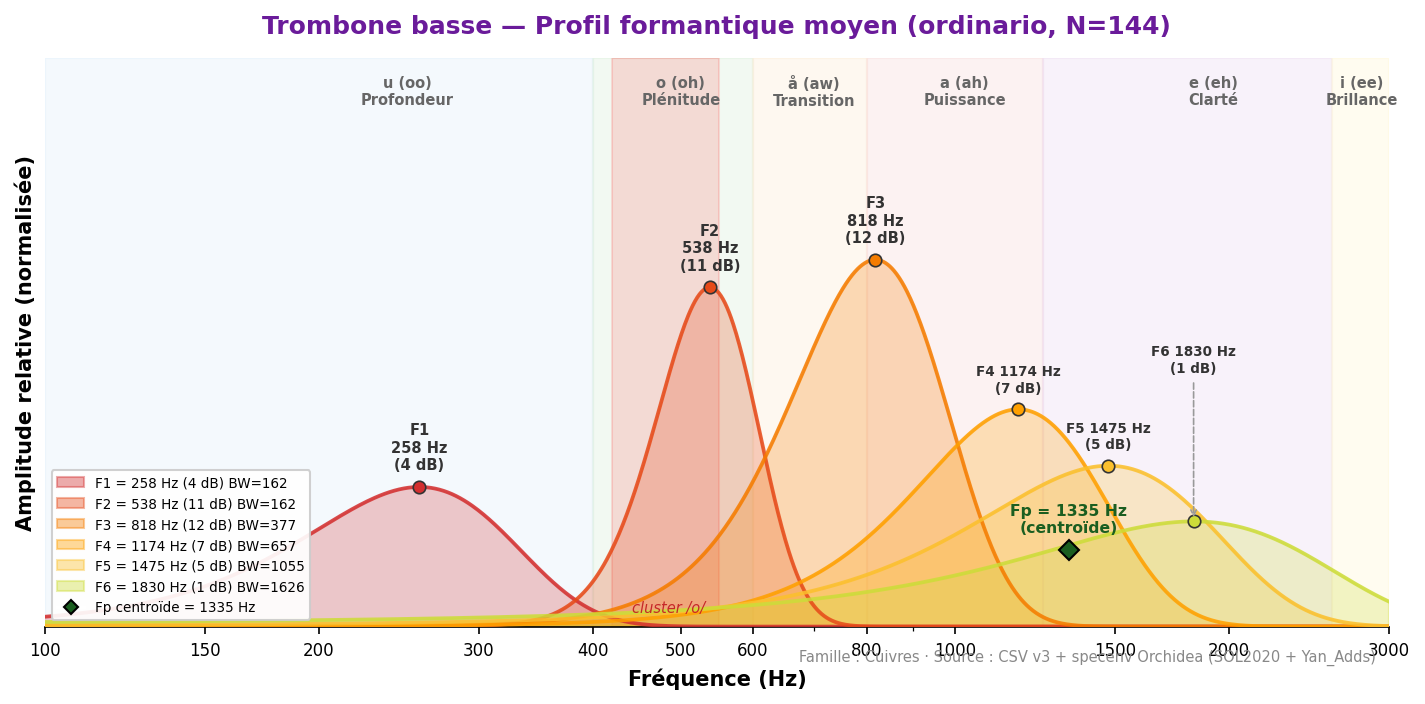 Trombone basse — Profil formantique moyen (ordinario, N=144)
u (oo)
Profondeur
o (oh)
Plénitude
å (aw)
Transition
a (ah)
Puissance
e (eh)
Clarté
i (ee)
Brillance
Amplitude relative (normalisée)
F1
258 Hz
(4 dB)
F2
538 Hz
(11 dB)
F3
818 Hz
(12 dB)
F4 1174 Hz
(7 dB)
F5 1475 Hz
(5 dB)
F6 1830 Hz
(1 dB)
Fp = 1335 Hz
(centroïde)
cluster /o/
F1 = 258 Hz (4 dB) BW=162
F2 = 538 Hz (11 dB) BW=162
F3 = 818 Hz (12 dB) BW=377
F4 = 1174 Hz (7 dB) BW=657
F5 = 1475 Hz (5 dB) BW=1055
F6 = 1830 Hz (1 dB) BW=1626
Fp centroïde = 1335 Hz
100 150 200 300 400 500 600 800 1000 1500 2000 3000
Famille : Cuivres · Source : CSV v3 + specenv Orchidea (SOL2020 + Yan_Adds)
Fréquence (Hz)